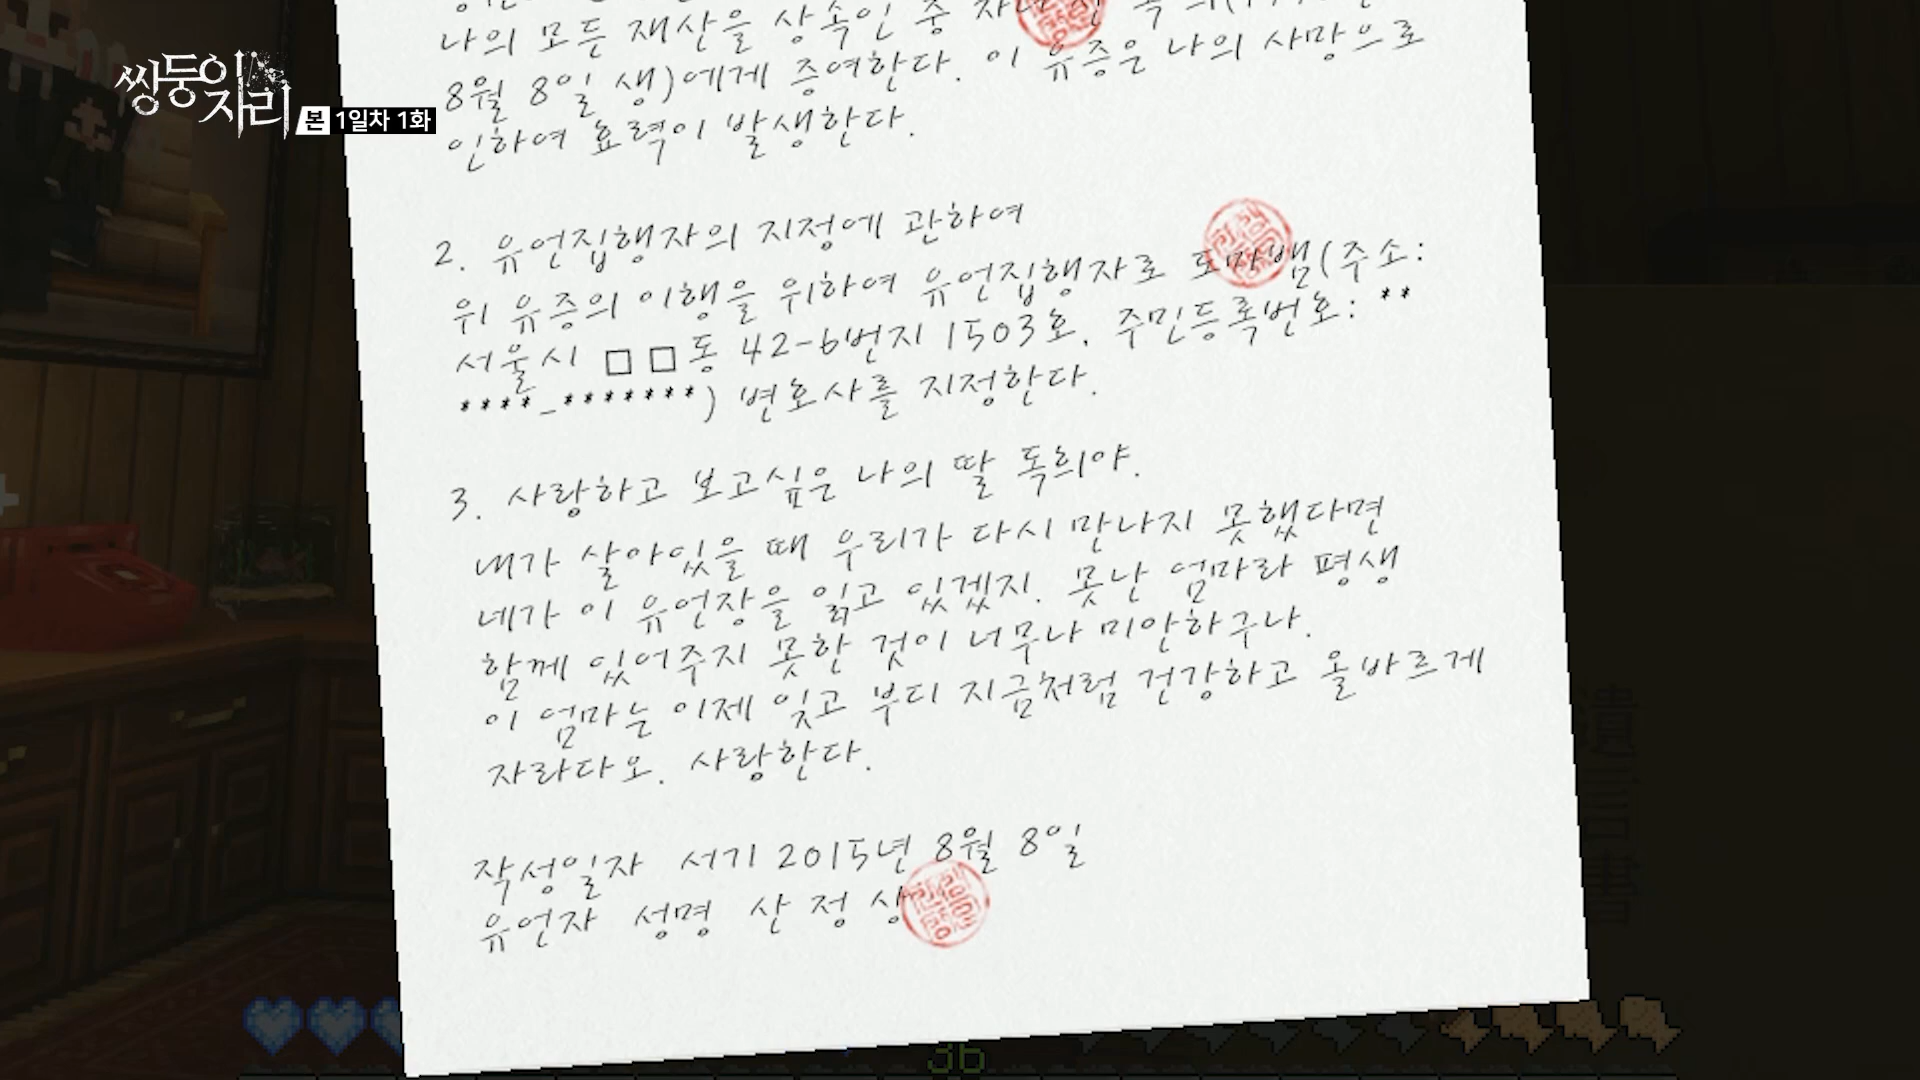 쌍둥이자리
본 1일차 1화
나의 모든 재산을 상속인 중
8월 8일 생)에게 증여한다. 이 유증은 나의 사망으로
인하여 효력이 발생한다.
2. 유언집행자의 지정에 관하여
위 유증의 이행을 위하여 유언집행자로 도마뱀(주소:
서울시 □□동 42-6번지 1503호, 주민등록번호: **
****-*******) 변호사를 지정한다.
3. 사랑하고 보고싶은 나의 딸 독희야.
내가 살아있을 때 우리가 다시 만나지 못했다면
네가 이 유언장을 읽고 있겠지. 못난 엄마라 평생
함께 있어주지 못한 것이 너무나 미안하구나.
이 엄마는 이제 잊고 부디 지금처럼 건강하고 올바르게
자라다오. 사랑한다.
작성일자 서기 2015년 8월 8일
유언자 성명 산 정 상
遺言書
36